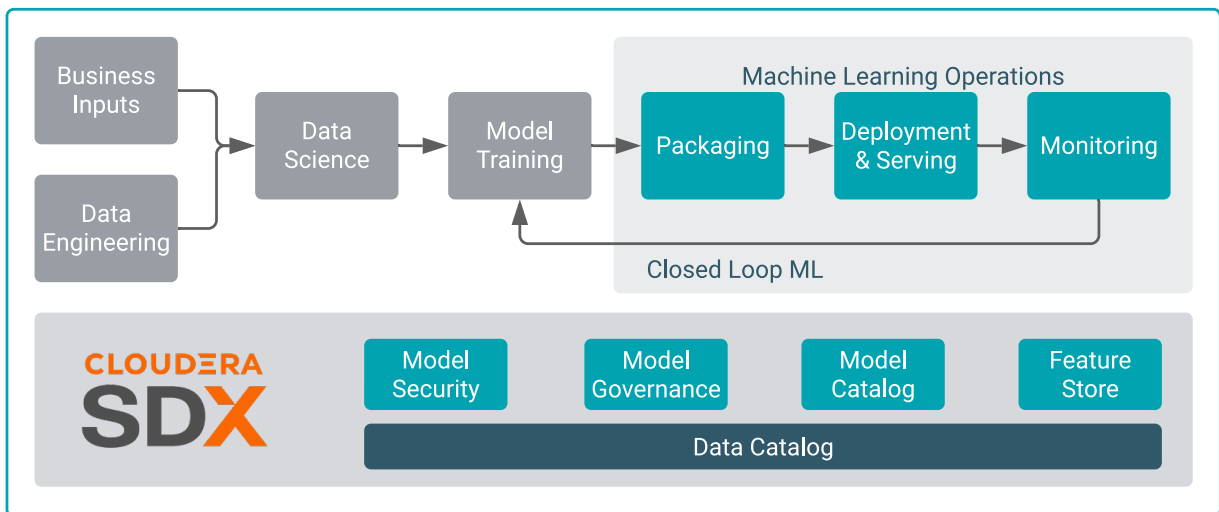 Business
Inputs
Data
Engineering
Data
Science
Model
Training
Machine Learning Operations
Packaging
Deployment
& Serving
Monitoring
Closed Loop ML
CLOUDERA
SDX
Model
Security
Model
Governance
Model
Catalog
Feature
Store
Data Catalog